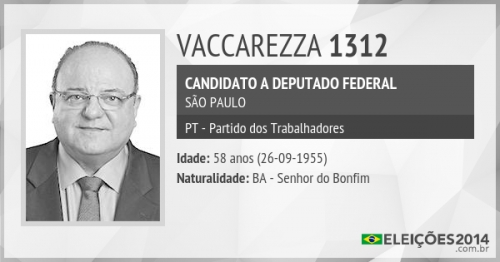 VACCAREZZA 1312
CANDIDATO A DEPUTADO FEDERAL
SÃO PAULO
PT - Partido dos Trabalhadores
Idade: 58 anos (26-09-1955)
Naturalidade: BA - Senhor do Bonfim
ELEIÇÕES2014
.com.br